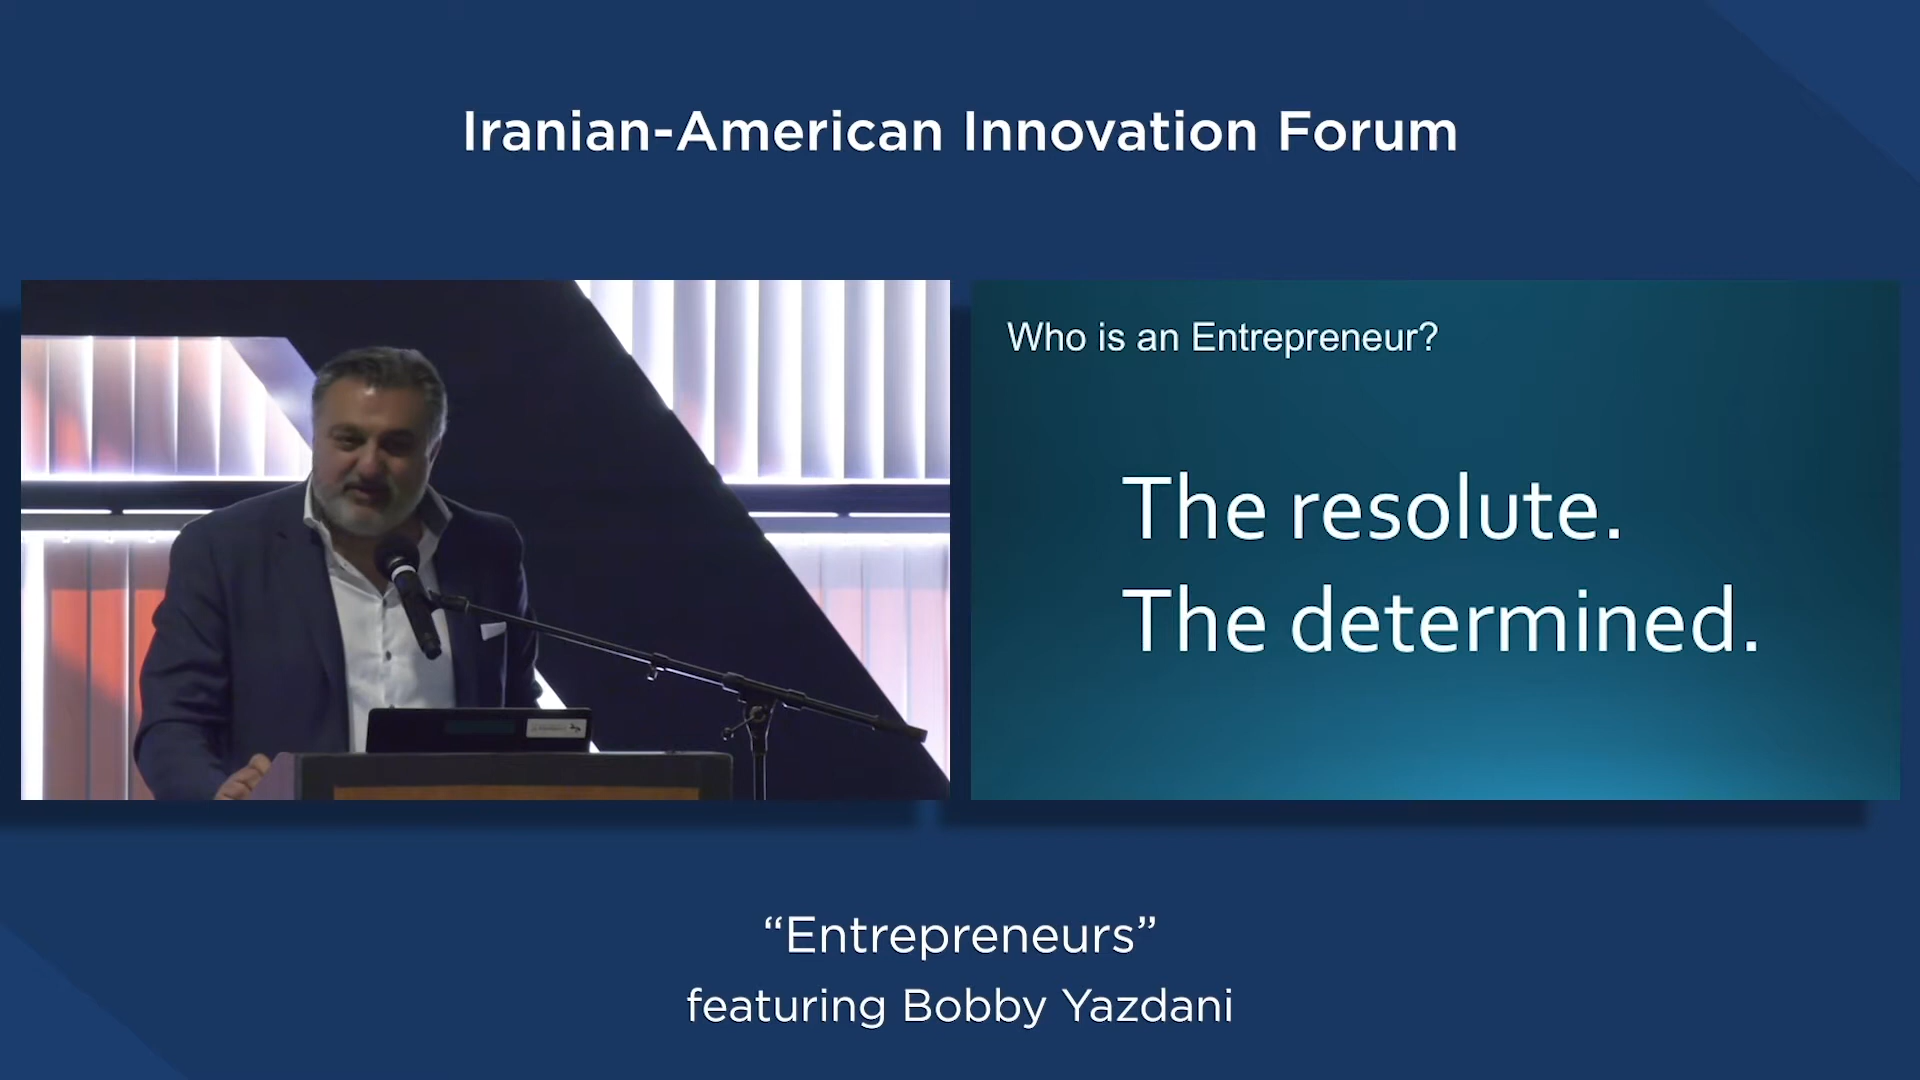 Iranian-American Innovation Forum
Who is an Entrepreneur?
The resolute.
The determined.
“Entrepreneurs”
featuring Bobby Yazdani